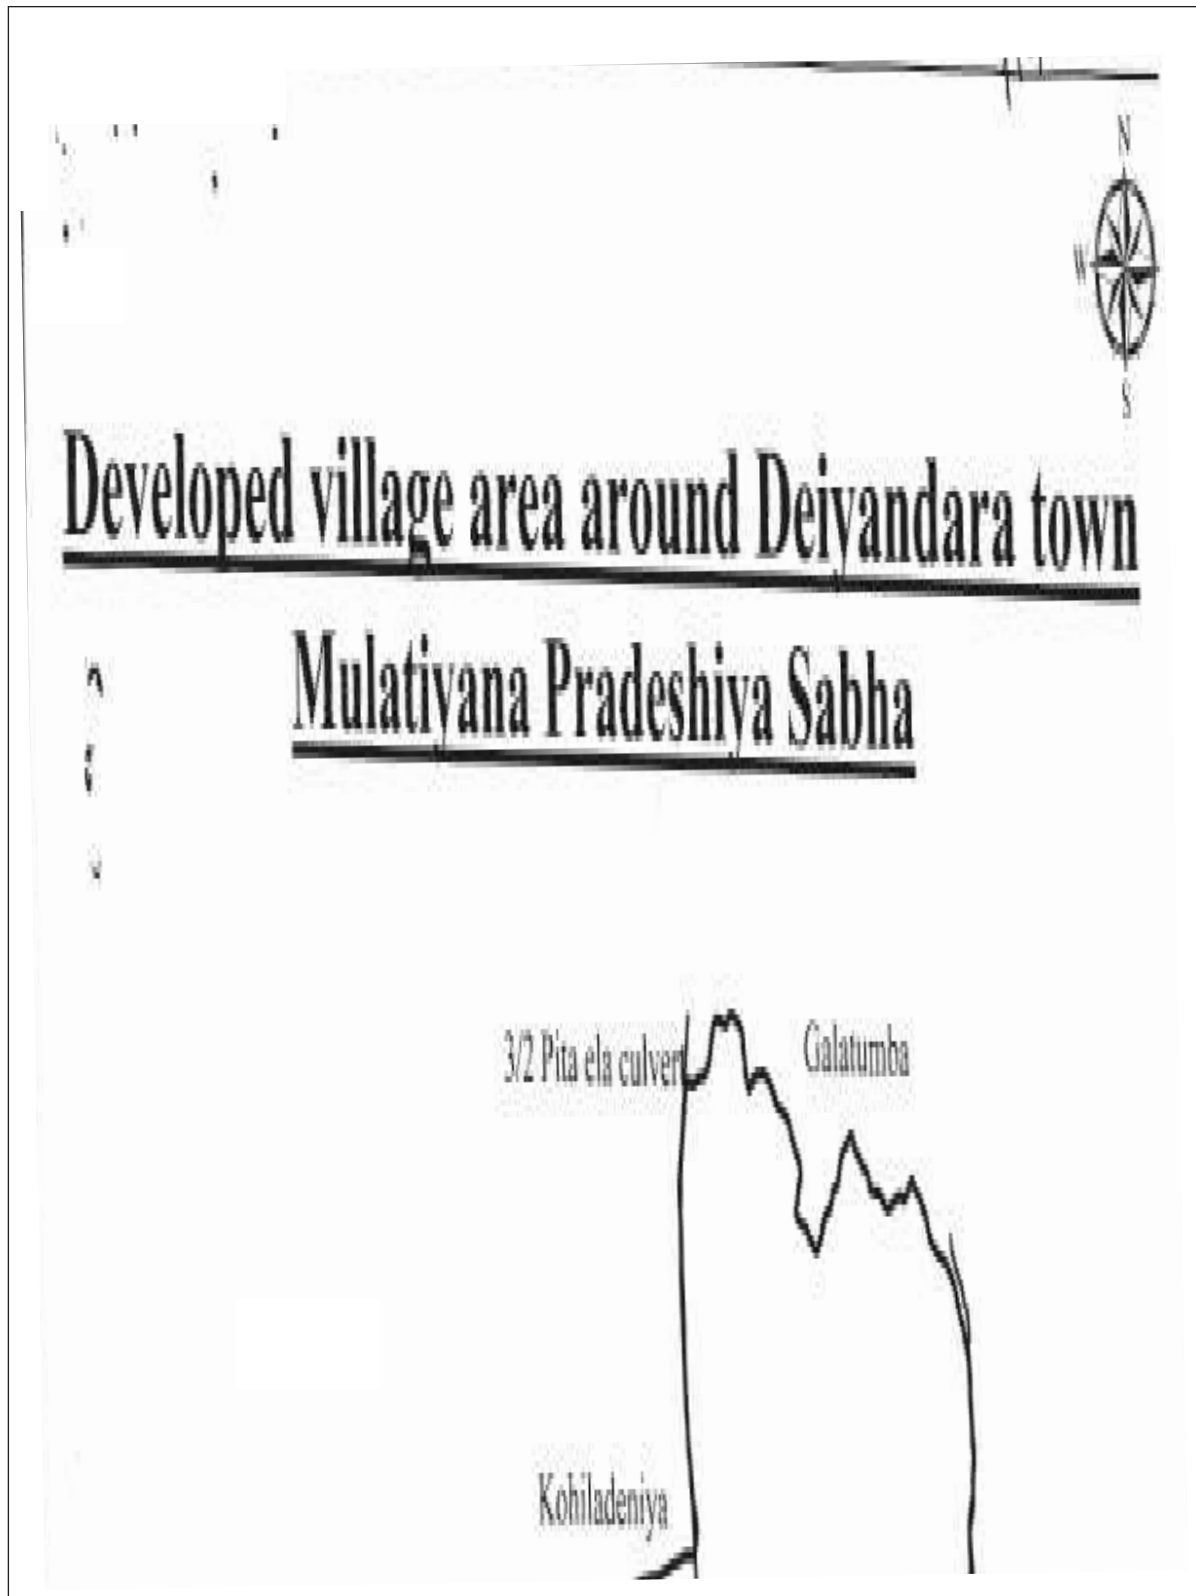 N
W
S
Developed village area around Deiyandara town
Mulatiyana Pradeshiya Sabha
3/2 Pita ela culvert
Galatumba
Kohiladeniya